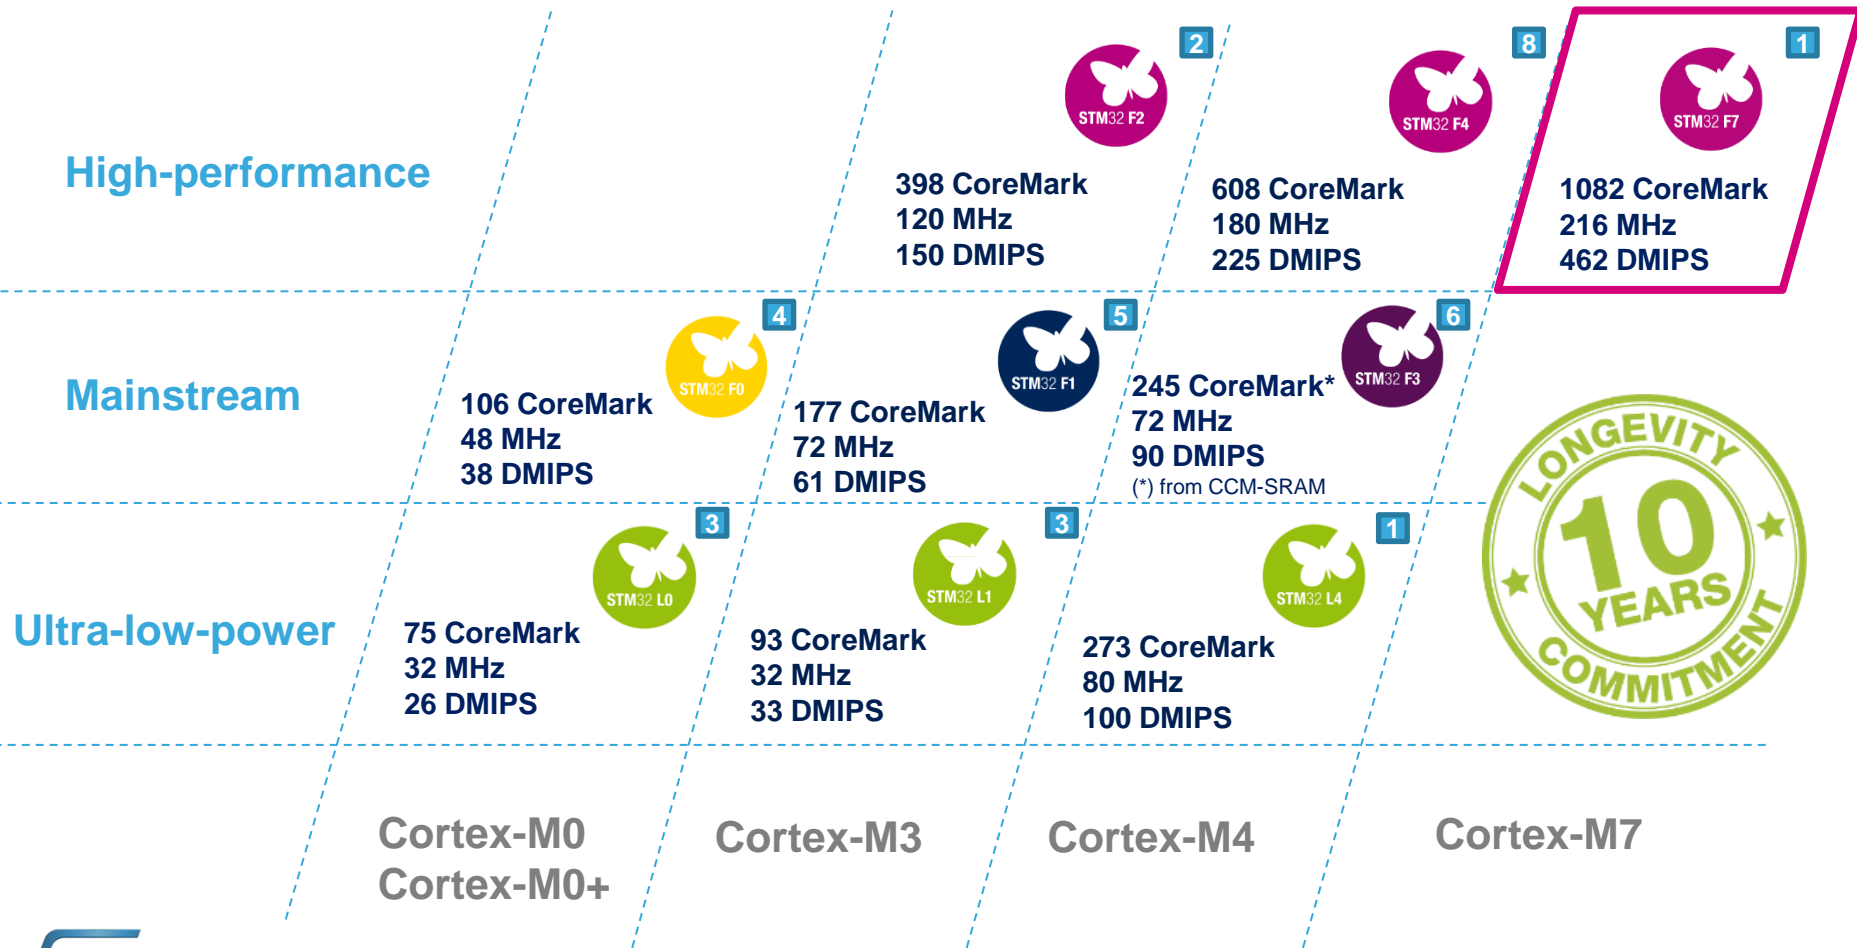 High-performance
2
STM32 F2
398 CoreMark
120 MHz
150 DMIPS
8
STM32 F4
608 CoreMark
180 MHz
225 DMIPS
1
STM32 F7
1082 CoreMark
216 MHz
462 DMIPS
Mainstream
4
STM32 F0
106 CoreMark
48 MHz
38 DMIPS
5
STM32 F1
177 CoreMark
72 MHz
61 DMIPS
6
STM32 F3
245 CoreMark*
72 MHz
90 DMIPS
(*) from CCM-SRAM
Ultra-low-power
3
STM32 L0
75 CoreMark
32 MHz
26 DMIPS
3
STM32 L1
93 CoreMark
32 MHz
33 DMIPS
1
STM32 L4
273 CoreMark
80 MHz
100 DMIPS
LONGEVITY
10
YEARS
COMMITMENT
Cortex-M0
Cortex-M0+
Cortex-M3
Cortex-M4
Cortex-M7